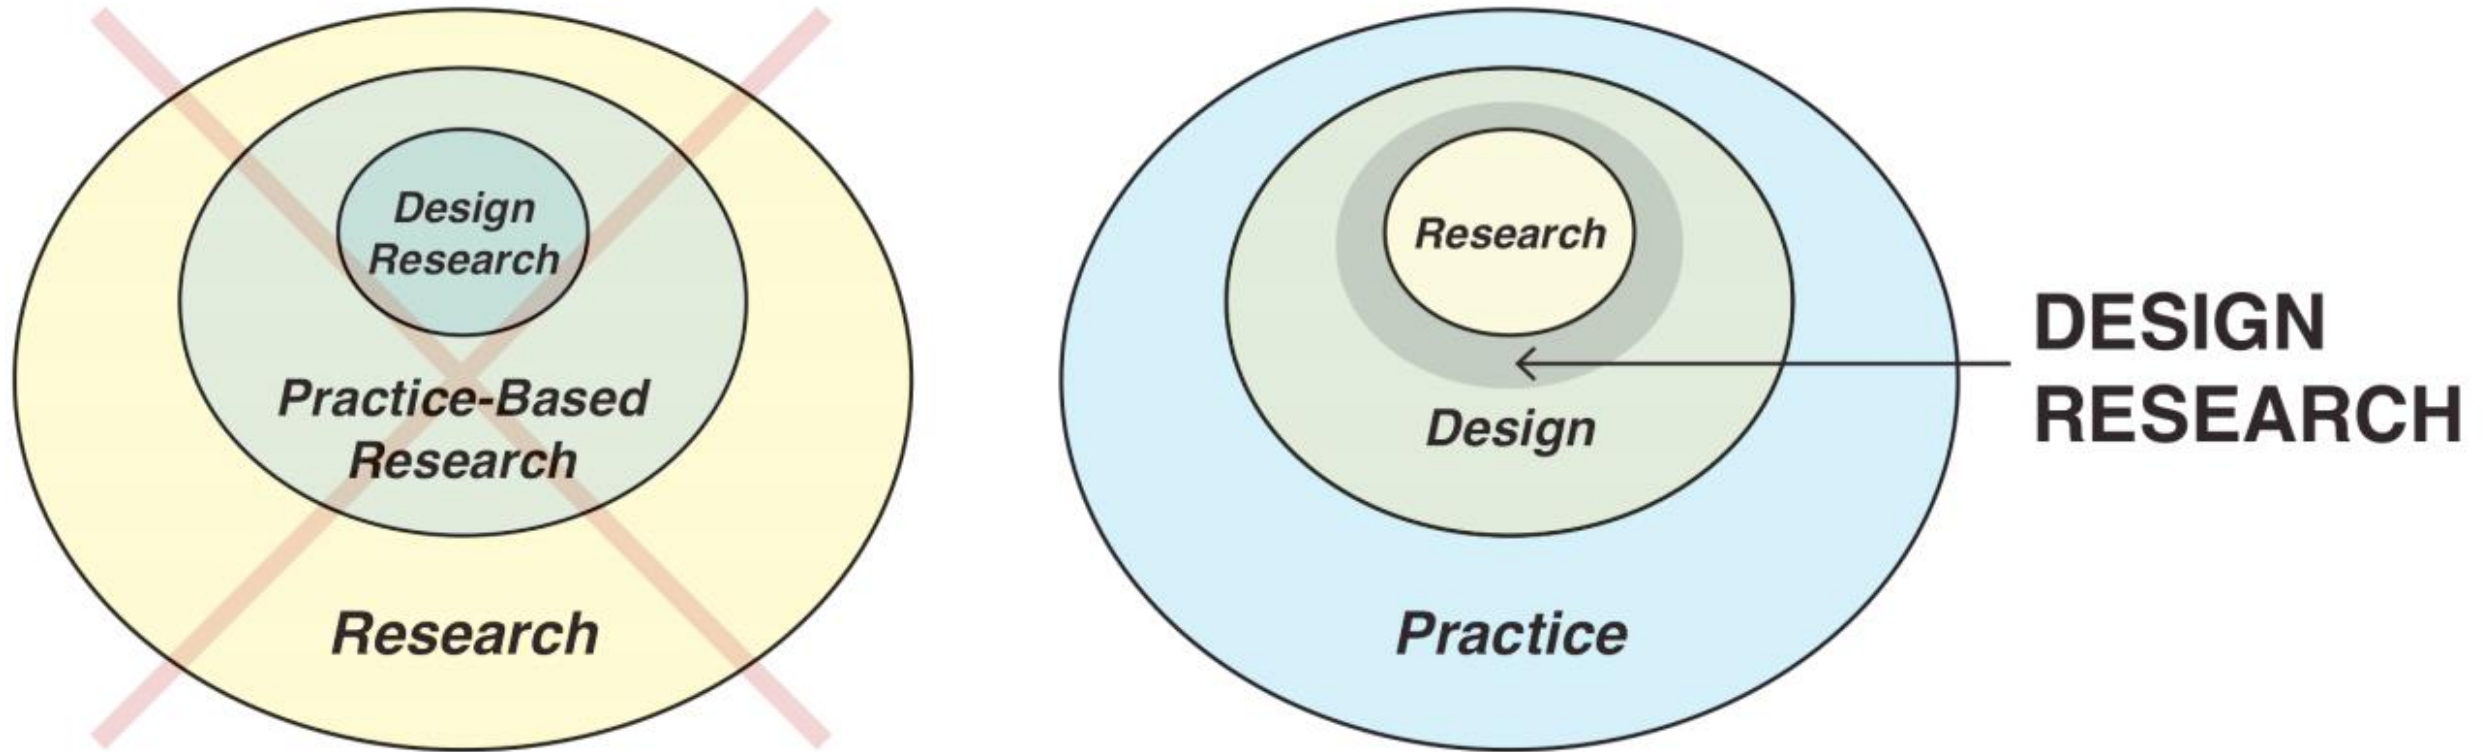 Design
Research
Practice-Based
Research
Research
Research
Design
Practice
DESIGN
RESEARCH